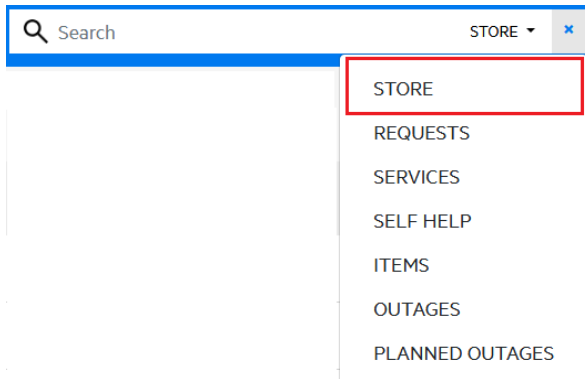 Search STORE
STORE
REQUESTS
SERVICES
SELF HELP
ITEMS
OUTAGES
PLANNED OUTAGES